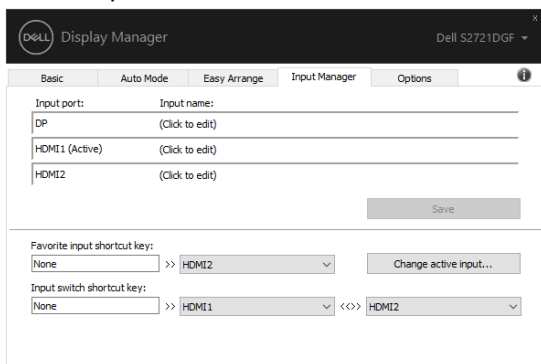 DELL Display Manager Dell S2721DGF
x
Basic Auto Mode Easy Arrange Input Manager Options i
Input port: Input name:
DP (Click to edit)
HDMI1 (Active) (Click to edit)
HDMI2 (Click to edit)
Save
Favorite input shortcut key:
None >> HDMI2 Change active input...
Input switch shortcut key:
None >> HDMI1 <<>> HDMI2